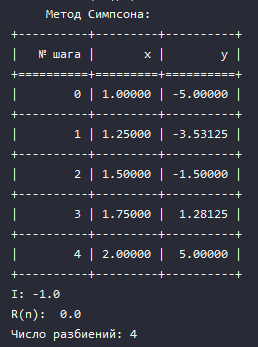 Метод Симпсона:
+----------+---------+----------+
| № шага | x | y |
+==========+=========+==========+
| 0 | 1.00000 | -5.00000 |
+----------+---------+----------+
| 1 | 1.25000 | -3.53125 |
+----------+---------+----------+
| 2 | 1.50000 | -1.50000 |
+----------+---------+----------+
| 3 | 1.75000 | 1.28125 |
+----------+---------+----------+
| 4 | 2.00000 | 5.00000 |
+----------+---------+----------+
I: -1.0
R(n): 0.0
Число разбиений: 4